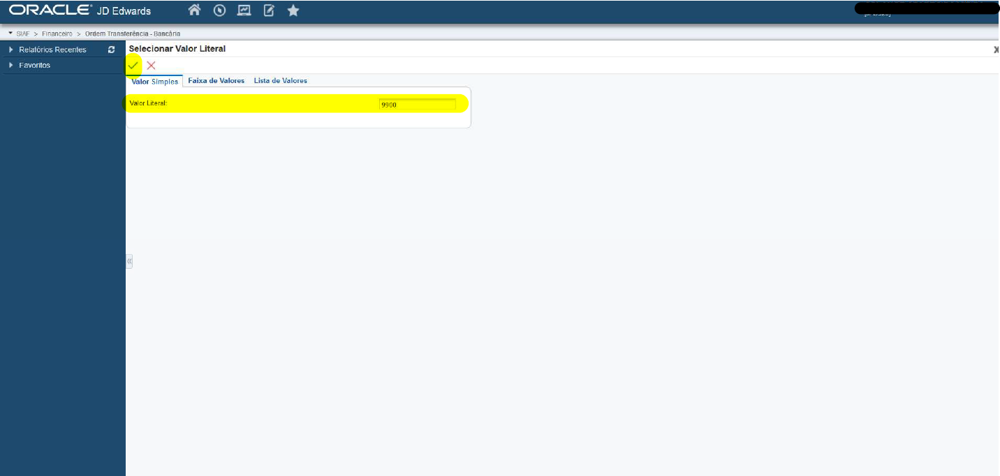 ORACLE® JD Edwards
SIAF > Financeiro > Ordem Transferência - Bancária
Relatórios Recentes
Favoritos
Selecionar Valor Literal
X
Valor Simples Faixa de Valores Lista de Valores
Valor Literal: 9900